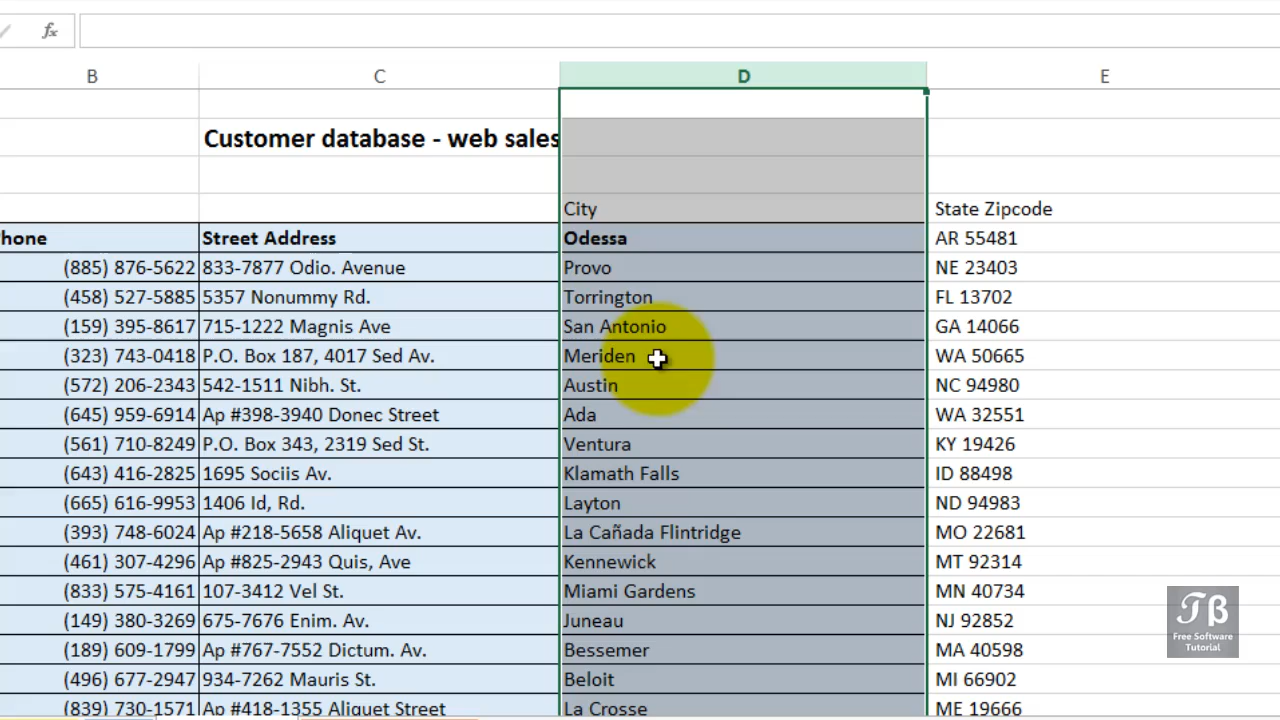 fx
B C D E
Customer database - web sales
City State Zipcode
hone Street Address Odessa AR 55481
(885) 876-5622 833-7877 Odio. Avenue Provo NE 23403
(458) 527-5885 5357 Nonummy Rd. Torrington FL 13702
(159) 395-8617 715-1222 Magnis Ave San Antonio GA 14066
(323) 743-0418 P.O. Box 187, 4017 Sed Av. Meriden WA 50665
(572) 206-2343 542-1511 Nibh. St. Austin NC 94980
(645) 959-6914 Ap #398-3940 Donec Street Ada WA 32551
(561) 710-8249 P.O. Box 343, 2319 Sed St. Ventura KY 19426
(643) 416-2825 1695 Sociis Av. Klamath Falls ID 88498
(665) 616-9953 1406 Id, Rd. Layton ND 94983
(393) 748-6024 Ap #218-5658 Aliquet Av. La Cañada Flintridge MO 22681
(461) 307-4296 Ap #825-2943 Quis, Ave Kennewick MT 92314
(833) 575-4161 107-3412 Vel St. Miami Gardens MN 40734
(149) 380-3269 675-7676 Enim. Av. Juneau NJ 92852
(189) 609-1799 Ap #767-7552 Dictum. Av. Bessemer MA 40598
(496) 677-2947 934-7262 Mauris St. Beloit MI 66902
(839) 730-1571 Ap #418-1355 Aliquet Street La Crosse ME 19666
Tβ
Free Software
Tutorial